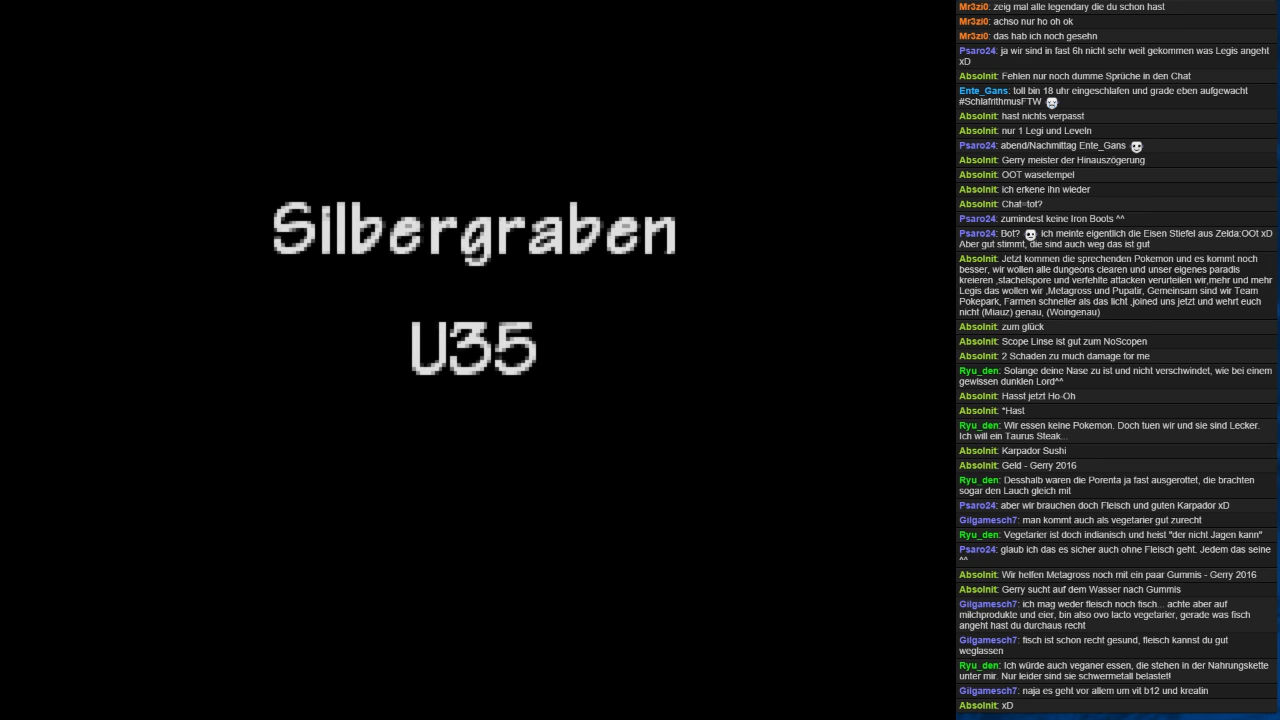 Silbergraben
U35
Mr3zi0: zeig mal alle legendary die du schon hast
Mr3zi0: achso nur ho oh ok
Mr3zi0: das hab ich noch gesehn
Psaro24: ja wir sind in fast 6h nicht sehr weit gekommen was Legis angeht
xD
Absolnit: Fehlen nur noch dumme Sprüche in den Chat
Ente_Gans: toll bin 18 uhr eingeschlafen und grade eben aufgewacht
#SchlafrithmusFTW
Absolnit: hast nichts verpasst
Absolnit: nur 1 Legi und Leveln
Psaro24: abend/Nachmittag Ente_Gans
Absolnit: Gerry meister der Hinauszögerung
Absolnit: OOT wasetempel
Absolnit: ich erkene ihn wieder
Absolnit: Chat=tot?
Psaro24: zumindest keine Iron Boots ^^
Psaro24: Bot? ich meinte eigentlich die Eisen Stiefel aus Zelda:OOt xD
Aber gut stimmt, die sind auch weg das ist gut
Absolnit: Jetzt kommen die sprechenden Pokemon und es kommt noch
besser, wir wollen alle dungeons clearen und unser eigenes paradis
kreieren ,stachelspore und verfehlte attacken verurteilen wir,mehr und mehr
Legis das wollen wir ,Metagross und Pupatir, Gemeinsam sind wir Team
Pokepark, Farmen schneller als das licht ,joined uns jetzt und wehrt euch
nicht (Miauz) genau, (Woingenau)
Absolnit: zum glück
Absolnit: Scope Linse ist gut zum NoScopen
Absolnit: 2 Schaden zu much damage for me
Ryu_den: Solange deine Nase zu ist und nicht verschwindet, wie bei einem
gewissen dunklen Lord^^
Absolnit: Hasst jetzt Ho-Oh
Absolnit: *Hast
Ryu_den: Wir essen keine Pokemon. Doch tuen wir und sie sind Lecker.
Ich will ein Taurus Steak...
Absolnit: Karpador Sushi
Absolnit: Geld - Gerry 2016
Ryu_den: Desshalb waren die Porenta ja fast ausgerottet, die brachten
sogar den Lauch gleich mit
Psaro24: aber wir brauchen doch Fleisch und guten Karpador xD
Gilgamesch7: man kommt auch als vegetarier gut zurecht
Ryu_den: Vegetarier ist doch indianisch und heist "der nicht Jagen kann"
Psaro24: glaub ich das es sicher auch ohne Fleisch geht. Jedem das seine
^^
Absolnit: Wir helfen Metagross noch mit ein paar Gummis - Gerry 2016
Absolnit: Gerry sucht auf dem Wasser nach Gummis
Gilgamesch7: ich mag weder fleisch noch fisch... achte aber auf
milchprodukte und eier, bin also ovo lacto vegetarier, gerade was fisch
angeht hast du durchaus recht
Gilgamesch7: fisch ist schon recht gesund, fleisch kannst du gut
weglassen
Ryu_den: Ich würde auch veganer essen, die stehen in der Nahrungskette
unter mir. Nur leider sind sie schwermetall belastet!
Gilgamesch7: naja es geht vor allem um vit b12 und kreatin
Absolnit: xD